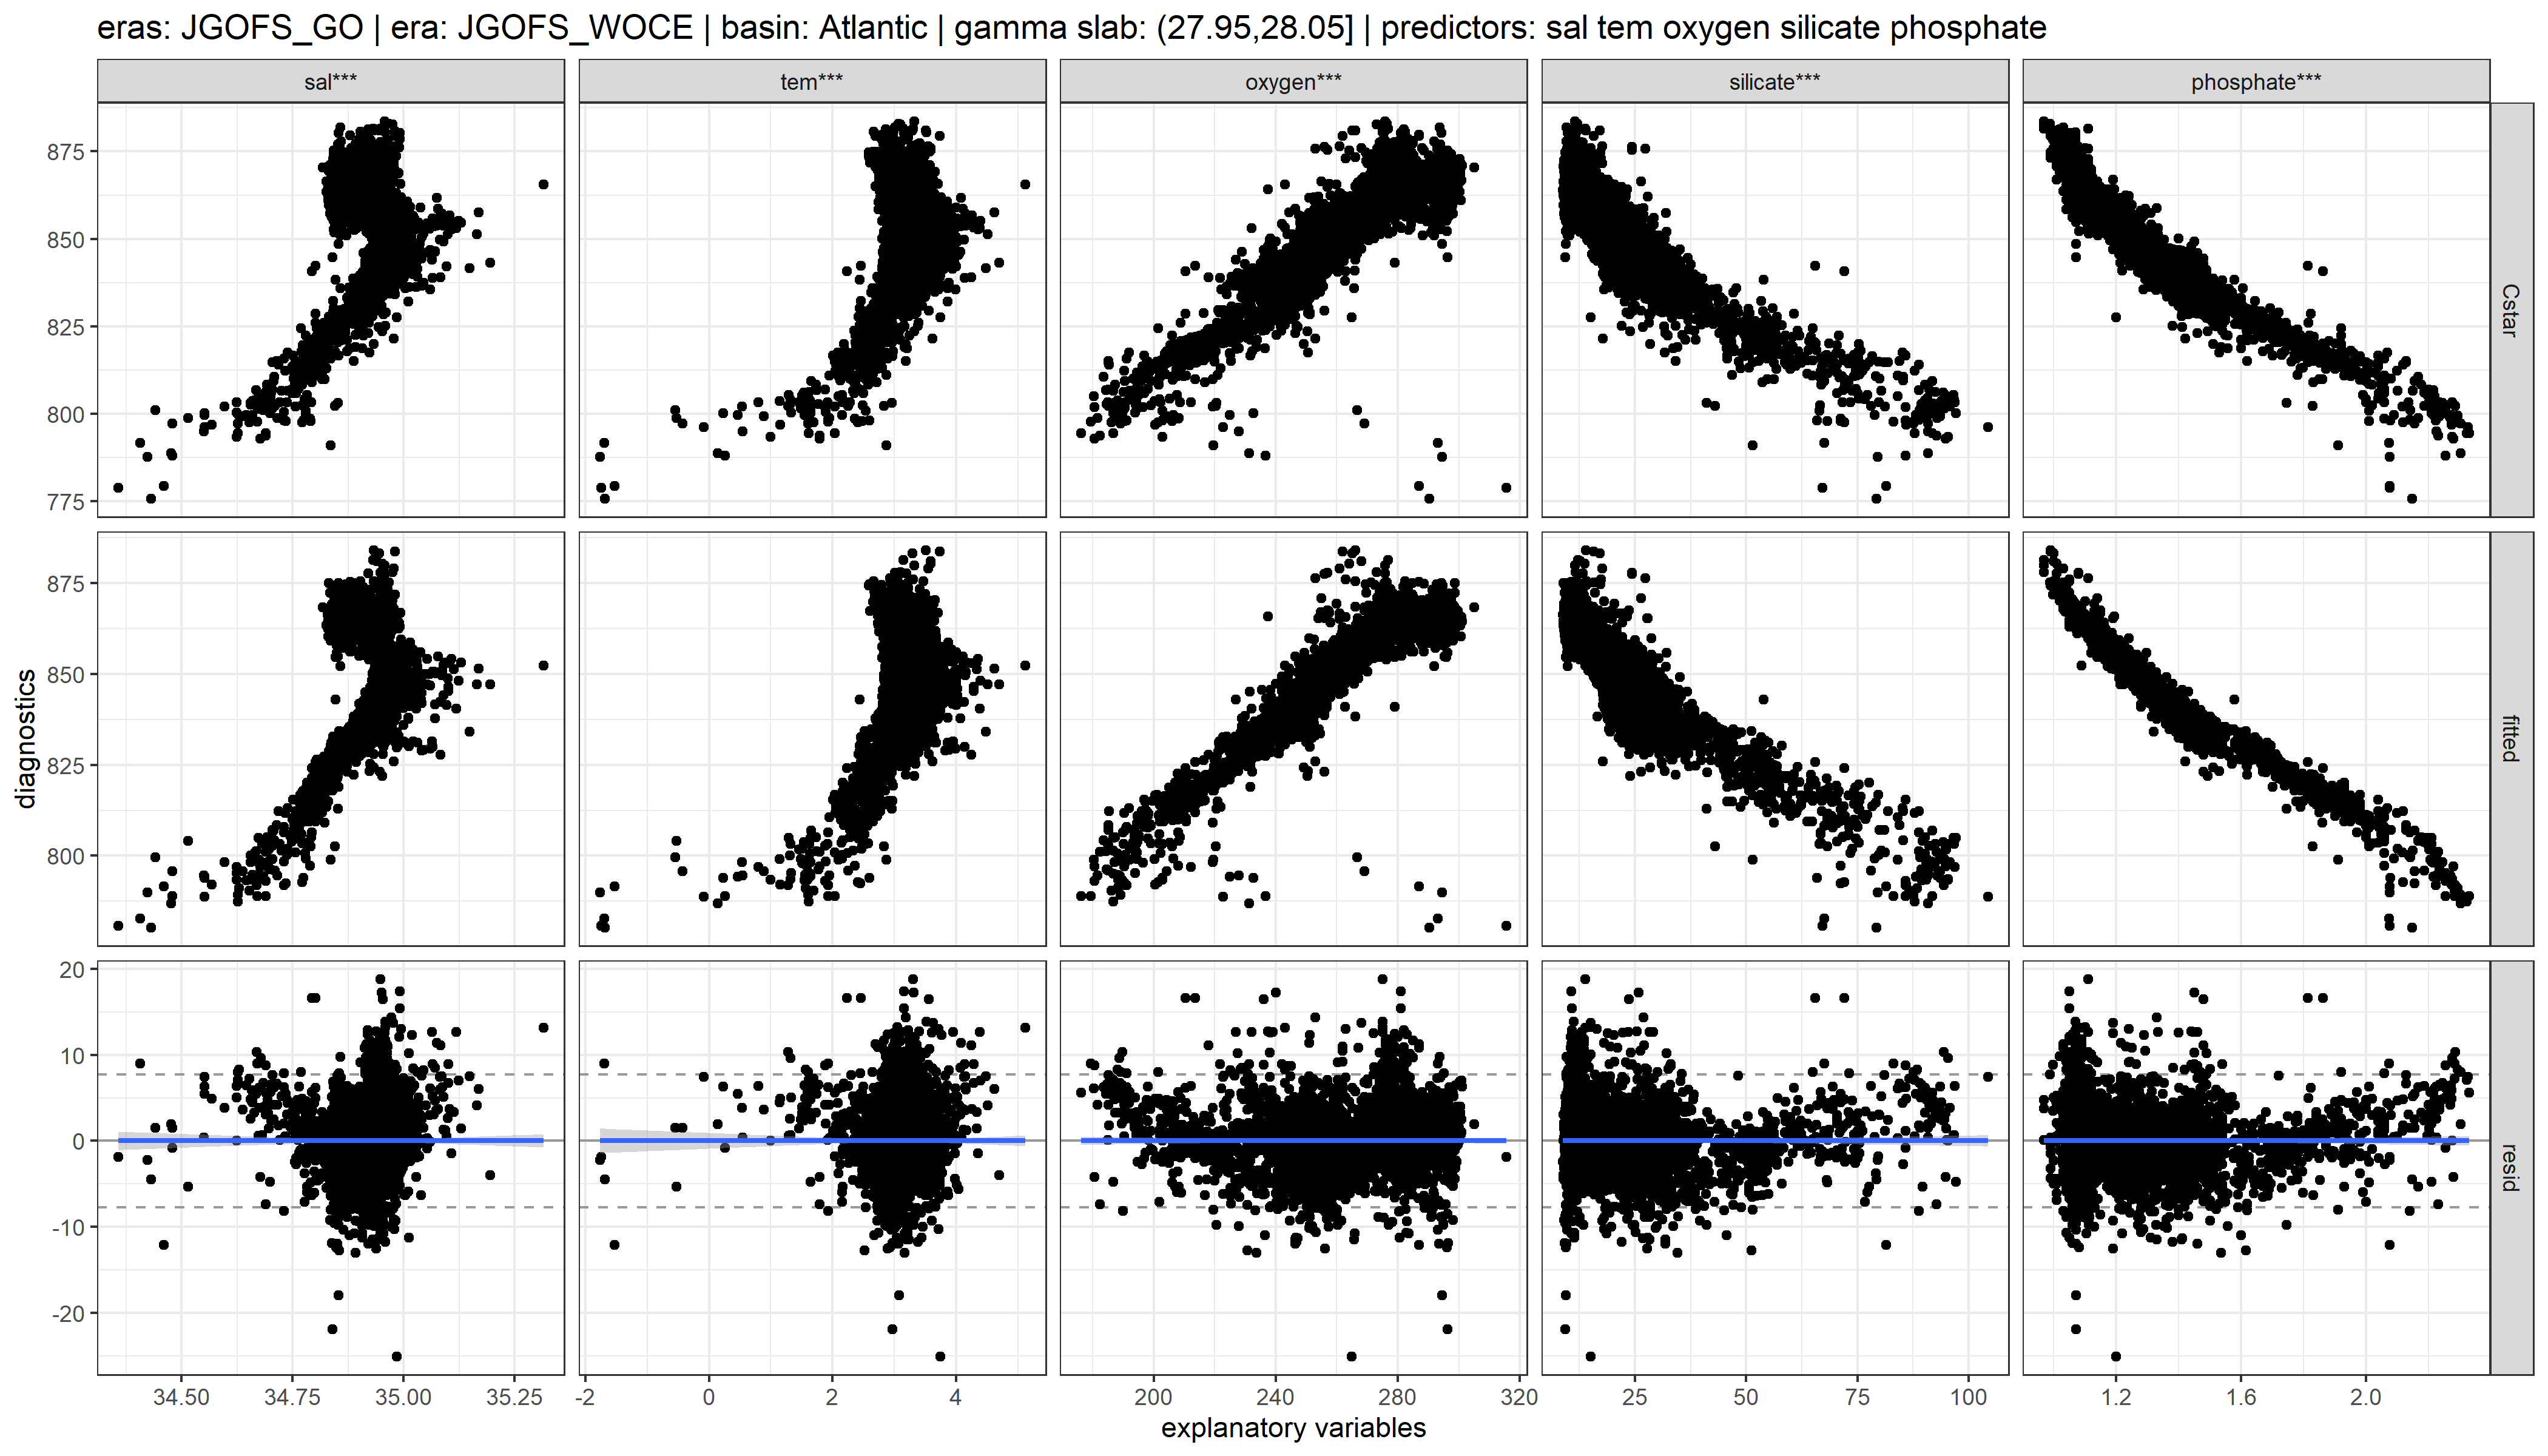 eras: JGOFS_GO | era: JGOFS_WOCE | basin: Atlantic | gamma slab: (27.95,28.05] | predictors: sal tem oxygen silicate phosphate
sal*** tem*** oxygen*** silicate*** phosphate***
875
850
825
800
775
Cstar
875
850
825
800
fitted
diagnostics
20
10
0
-10
-20
resid
34.50 34.75 35.00 35.25 -2 0 2 4 200 240 280 320 25 50 75 100 1.2 1.6 2.0
explanatory variables